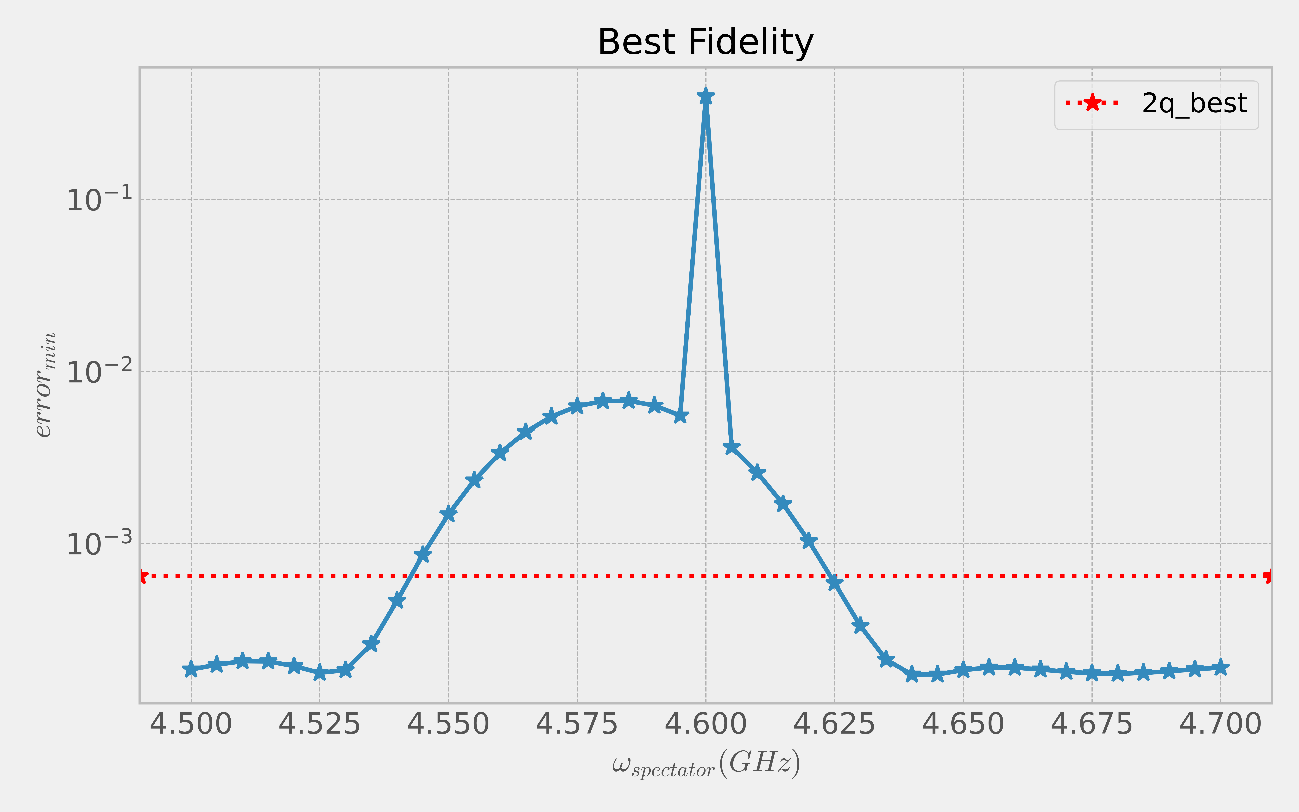 Best Fidelity
2q_best
10⁻¹
10⁻²
10⁻³
error_min
4.500 4.525 4.550 4.575 4.600 4.625 4.650 4.675 4.700
ω_spectator(GHz)